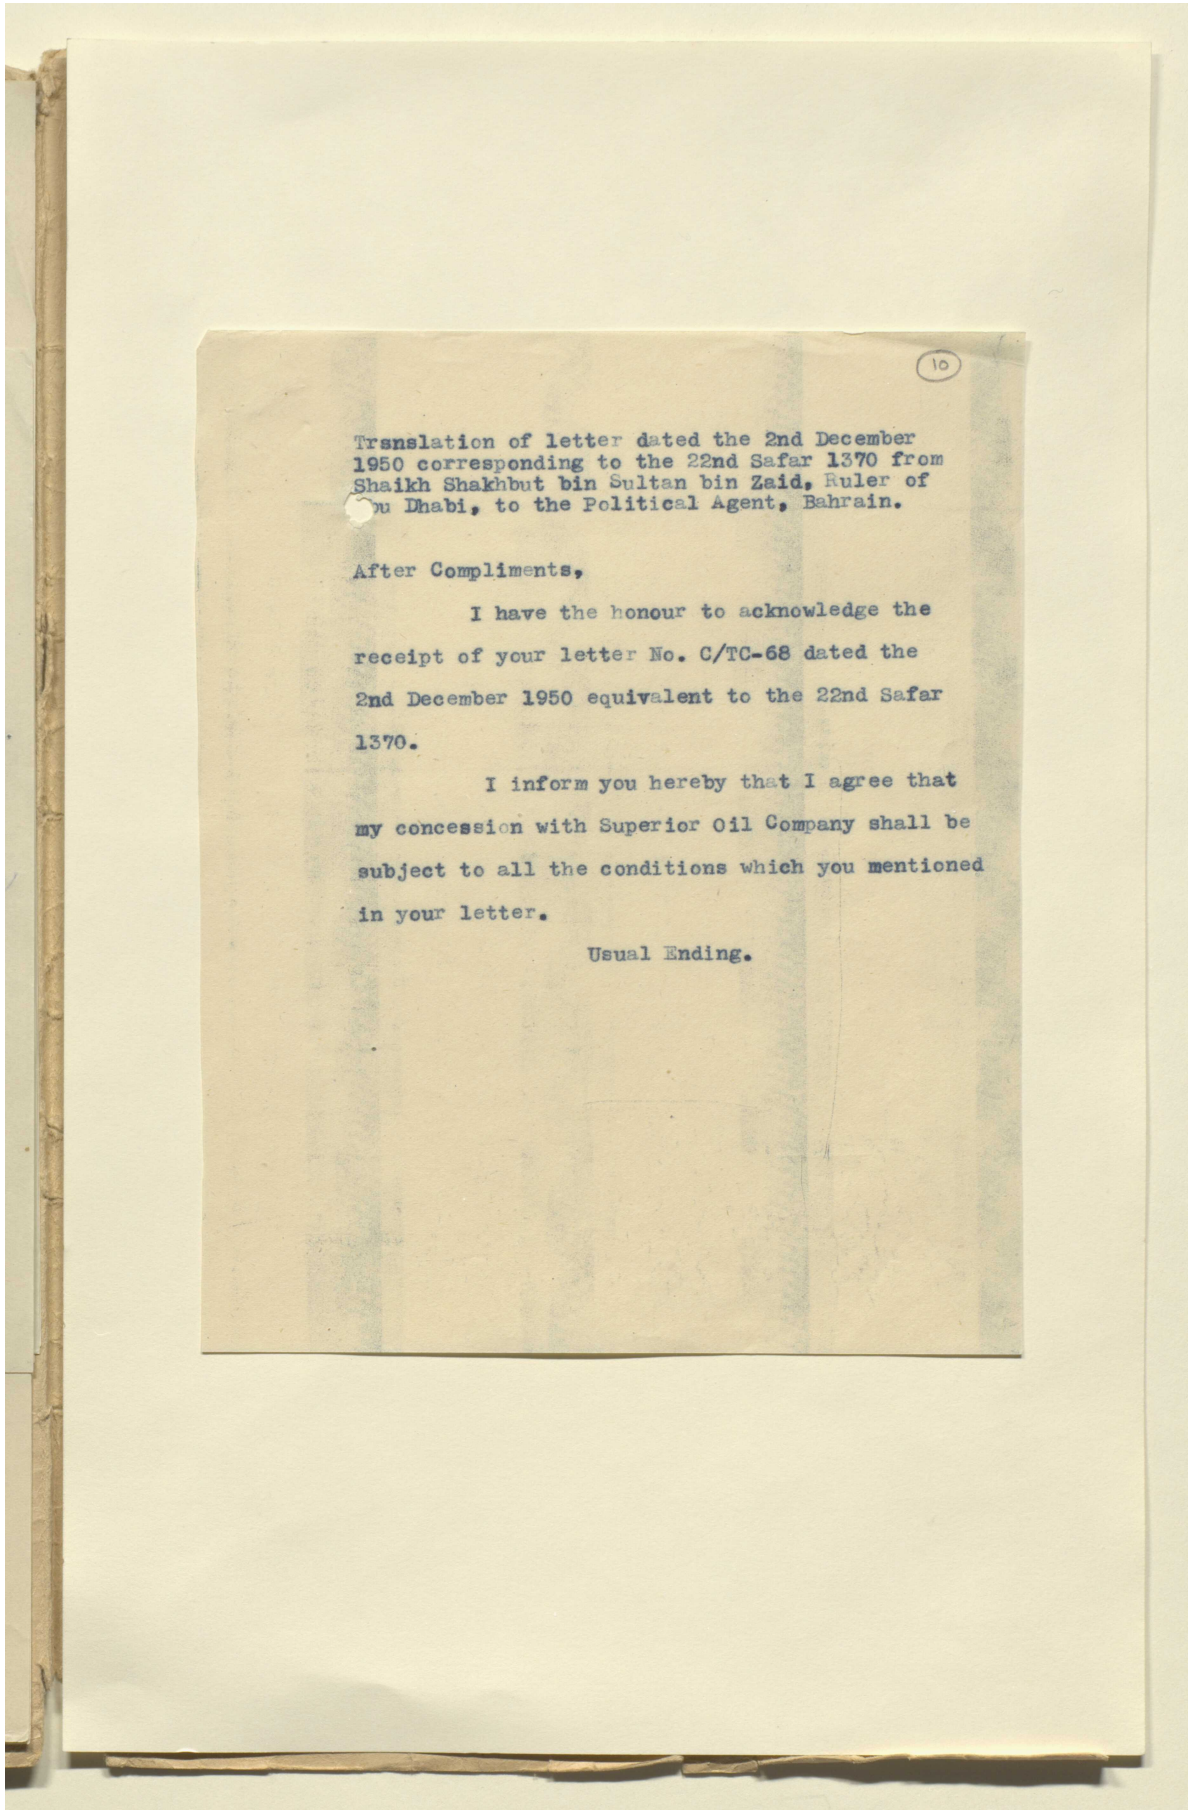 10
Translation of letter dated the 2nd December
1950 corresponding to the 22nd Safar 1370 from
Shaikh Shakhbut bin Sultan bin Zaid, Ruler of
bu Dhabi, to the Political Agent, Bahrain.
After Compliments,
I have the honour to acknowledge the
receipt of your letter No. C/TC-68 dated the
2nd December 1950 equivalent to the 22nd Safar
1370.
I inform you hereby that I agree that
my concession with Superior Oil Company shall be
subject to all the conditions which you mentioned
in your letter.
Usual Ending.